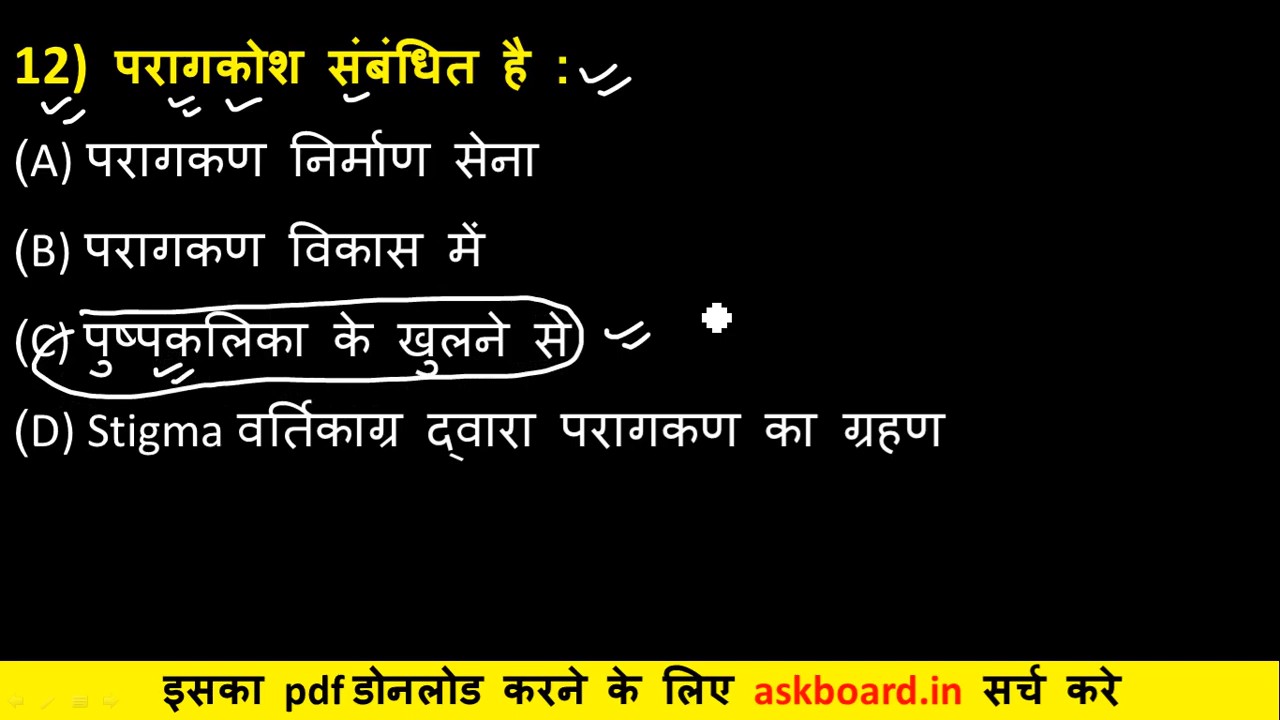 12) परागकोश संबंधित है :
(A) परागकण निर्माण सेना
(B) परागकण विकास में
(C) पुष्पकलिका के खुलने से
(D) Stigma वर्तिकाग्र द्वारा परागकण का ग्रहण
इसका pdf डोनलोड करने के लिए askboard.in सर्च करे